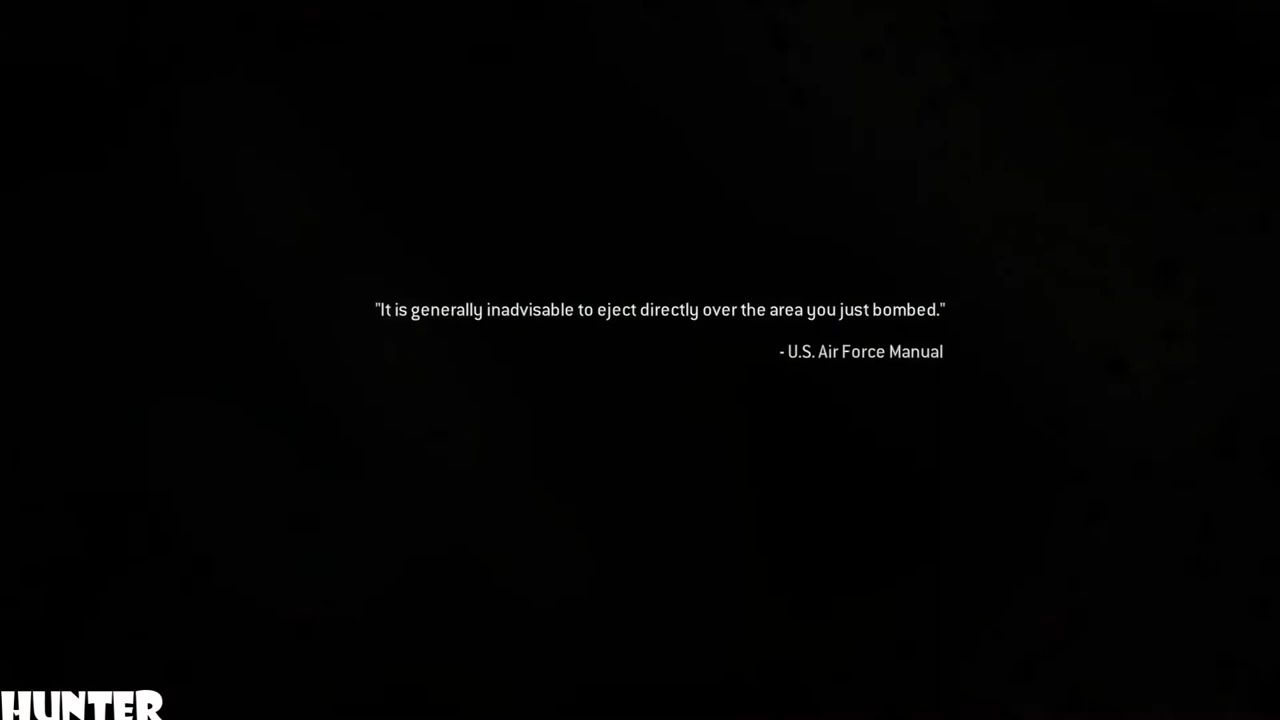 "It is generally inadvisable to eject directly over the area you just bombed."
- U.S. Air Force Manual
HUNTER